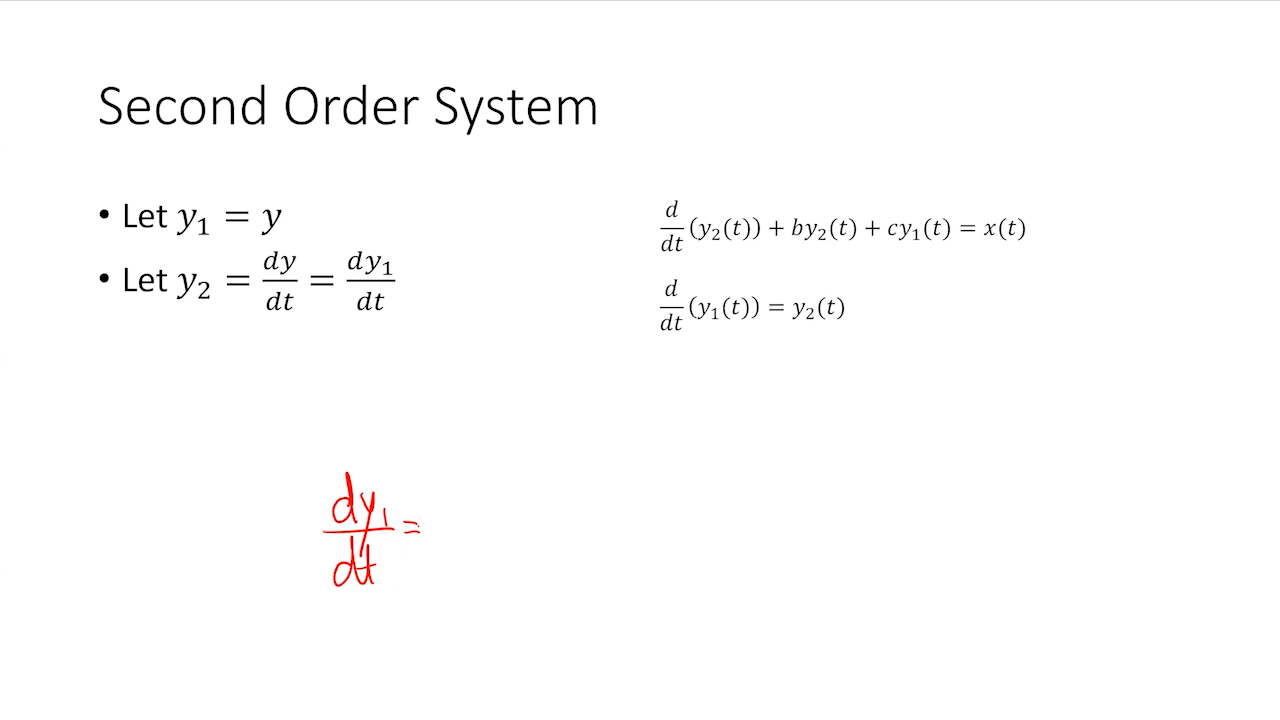 Second Order System
• Let y₁ = y
• Let y₂ = dy/dt = dy₁/dt
d/dt (y₂(t)) + by₂(t) + cy₁(t) = x(t)
d/dt (y₁(t)) = y₂(t)
dy₁/dt =